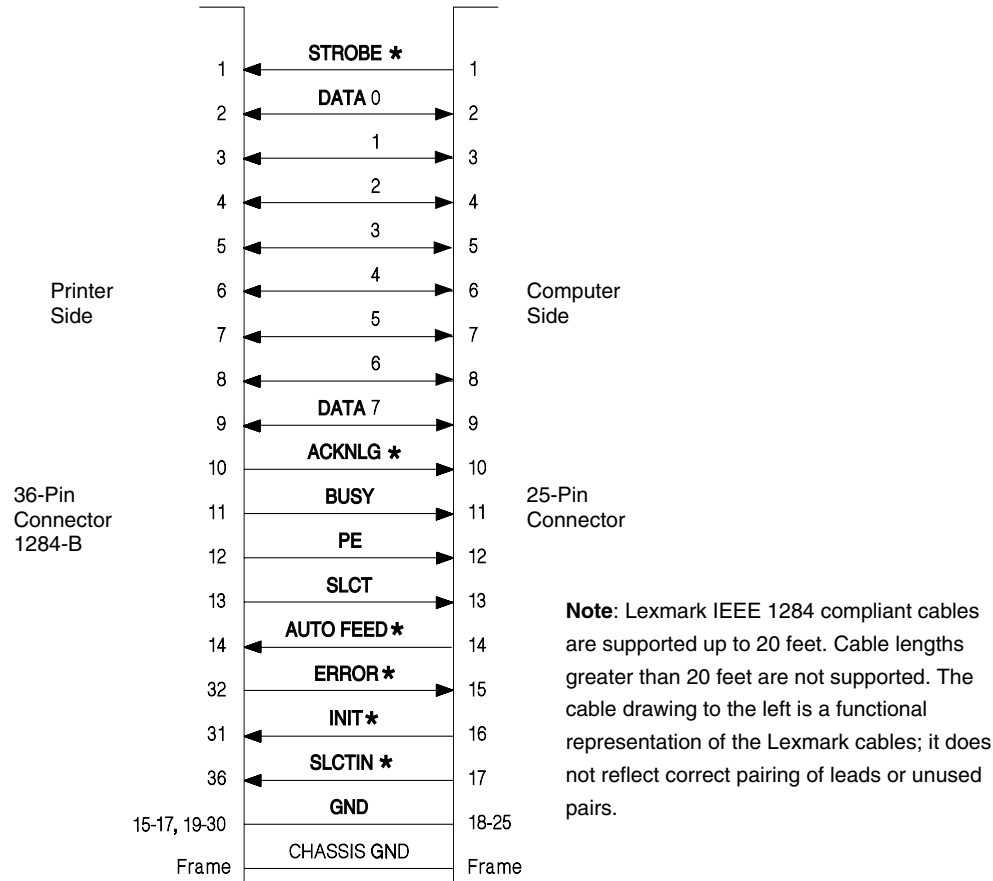 STROBE *
1 1
DATA 0
2 2
1
3 3
2
4 4
3
5 5
4
6 6
Printer Side
Computer Side
5
7 7
6
8 8
DATA 7
9 9
ACKNLG *
10 10
36-Pin
Connector
1284-B
25-Pin
Connector
BUSY
11 11
PE
12 12
SLCT
13 13
AUTO FEED *
14 14
ERROR *
32 15
INIT *
31 16
SLCTIN *
36 17
GND
15-17, 19-30 18-25
CHASSIS GND
Frame Frame
Note: Lexmark IEEE 1284 compliant cables
are supported up to 20 feet. Cable lengths
greater than 20 feet are not supported. The
cable drawing to the left is a functional
representation of the Lexmark cables; it does
not reflect correct pairing of leads or unused
pairs.